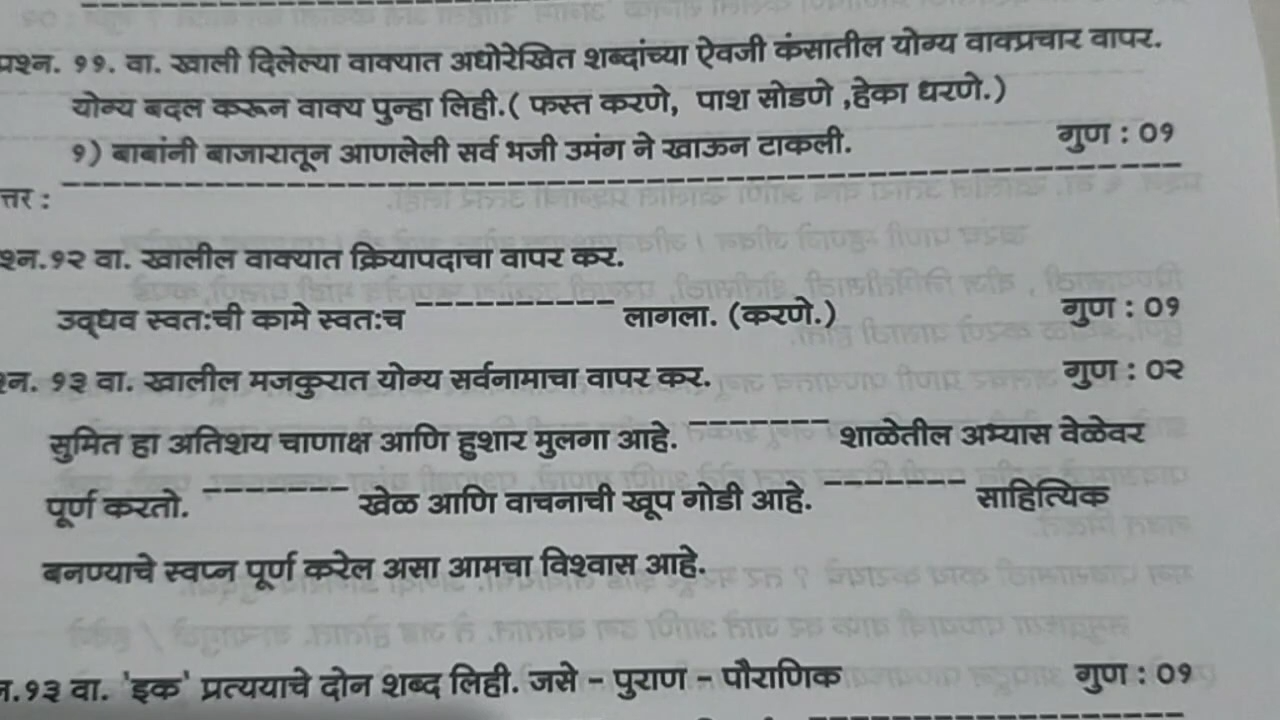 प्रश्न. ११. वा. खाली दिलेल्या वाक्यात अधोरेखित शब्दांच्या ऐवजी कंसातील योग्य वाक्प्रचार वापर.
योग्य बदल करून वाक्य पुन्हा लिही.( फस्त करणे, पाश सोडणे ,हेका धरणे.)
१) बाबांनी बाजारातून आणलेली सर्व भजी उमंग ने खाऊन टाकली. गुण : ०१
त्तर :
श्न.१२ वा. खालील वाक्यात क्रियापदाचा वापर कर.
उद्धव स्वतःची कामे स्वतःच ---------- लागला. (करणे.) गुण : ०१
श्न. १३ वा. खालील मजकुरात योग्य सर्वनामाचा वापर कर. गुण : ०२
सुमित हा अतिशय चाणाक्ष आणि हुशार मुलगा आहे. ------- शाळेतील अभ्यास वेळेवर
पूर्ण करतो. ------- खेळ आणि वाचनाची खूप गोडी आहे. ------- साहित्यिक
बनण्याचे स्वप्न पूर्ण करेल असा आमचा विश्वास आहे.
न.१३ वा. 'इक' प्रत्ययाचे दोन शब्द लिही. जसे - पुराण - पौराणिक गुण : ०१